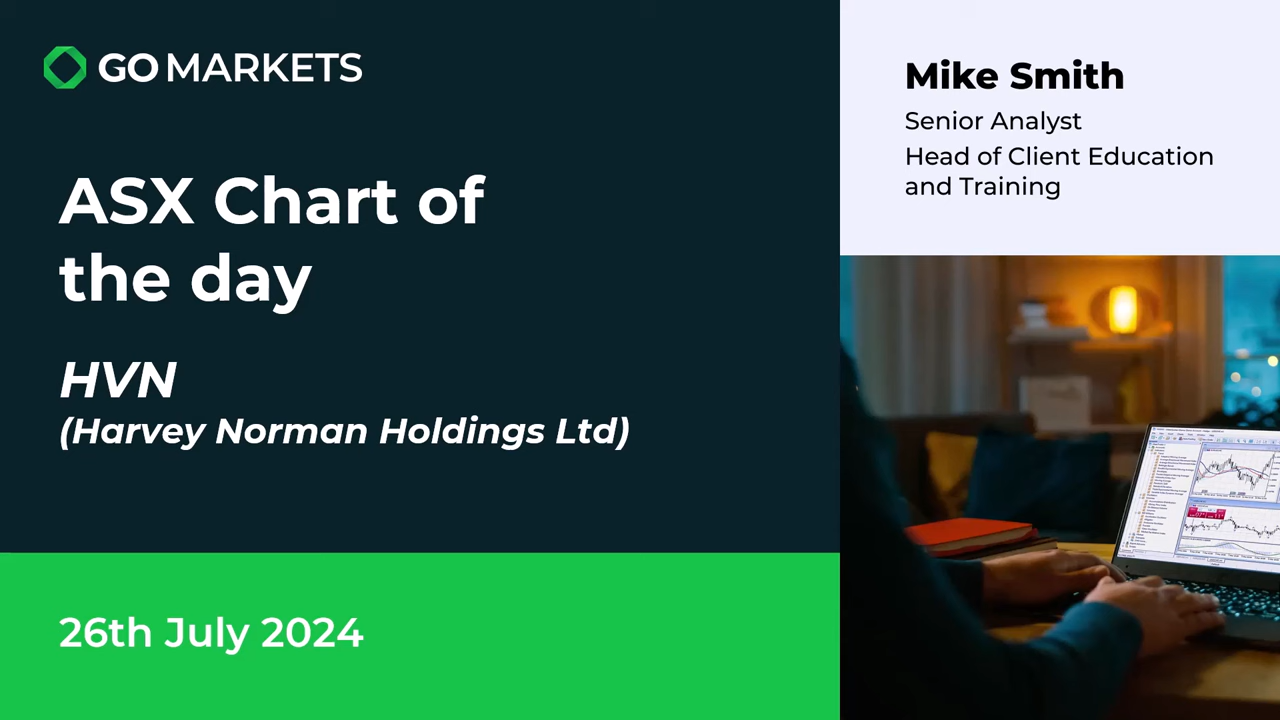 GO MARKETS
ASX Chart of
the day
HVN
(Harvey Norman Holdings Ltd)
26th July 2024
Mike Smith
Senior Analyst
Head of Client Education
and Training